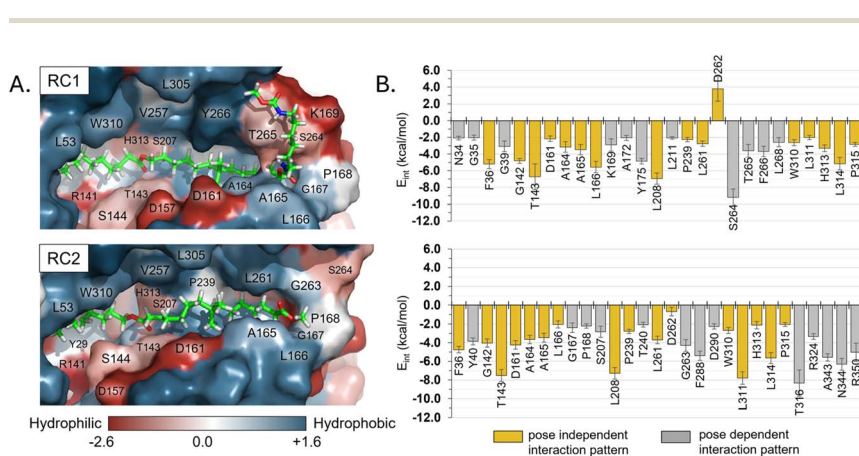 A.
RC1
L305
V257
Y266
K169
W310
T265
S264
L53
H313 S207
P168
R141
T143
A164
G167
S144
D157
D161
A165
L166
RC2
L305
S264
V257
P239
L261
G263
W310
H313
S207
L53
P168
Y29
T143
A165
G167
R141
S144
D161
L166
D157
Hydrophilic
Hydrophobic
-2.6
0.0
+1.6
B.
E_int (kcal/mol)
6.0
4.0
2.0
0.0
-2.0
-4.0
-6.0
-8.0
-10.0
-12.0
N34
G35
F36
G39
G142
T143
D161
A164
A165
L166
K169
A172
Y175
L208
L211
P239
L261
D262
S264
T265
F266
L268
W310
L311
H313
L314
P315
E_int (kcal/mol)
6.0
4.0
2.0
0.0
-2.0
-4.0
-6.0
-8.0
-10.0
-12.0
F36
Y40
G142
T143
D161
A164
A165
L166
G167
P168
S207
L208
P239
T240
L261
D262
G263
F288
D290
W310
L311
H313
L314
P315
T316
R324
A343
N344
pose independent
interaction pattern
pose dependent
interaction pattern